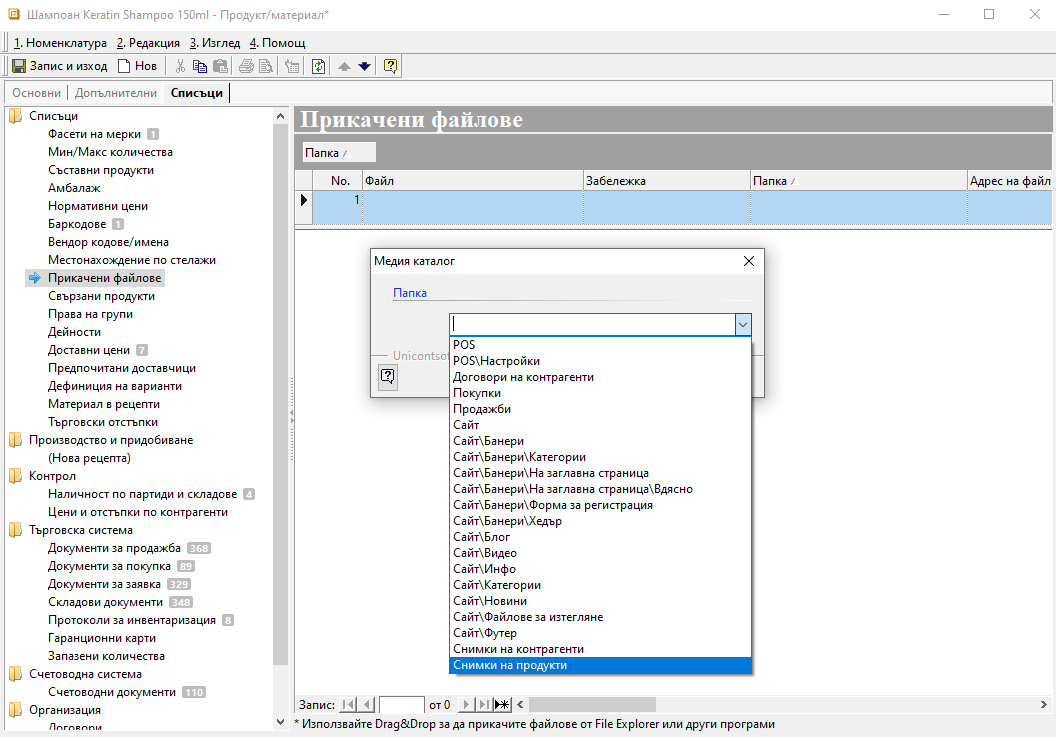 Шампоан Keratin Shampoo 150ml - Продукт/материал*
1. Номенклатура 2. Редакция 3. Изглед 4. Помощ
Запис и изход Нов
Основни Допълнителни Списъци
Списъци
Фасети на мерки 1
Мин/Макс количества
Съставни продукти
Амбалаж
Нормативни цени
Баркодове 1
Вендор кодове/имена
Местонахождение по стелажи
Прикачени файлове
Свързани продукти
Права на групи
Дейности
Доставни цени 7
Предпочитани доставчици
Дефиниция на варианти
Материал в рецепти
Търговски отстъпки
Производство и придобиване
(Нова рецепта)
Контрол
Наличност по партиди и складове 4
Цени и отстъпки по контрагенти
Търговска система
Документи за продажба 368
Документи за покупка 89
Документи за заявка 329
Складови документи 348
Протоколи за инвентаризация 8
Гаранционни карти
Запазени количества
Счетоводна система
Счетоводни документи 110
Организация
Договори
Прикачени файлове
Папка
No. Файл Забележка Папка Адрес на файл
1
Медия каталог
Папка
Uniconts
POS
POS\Настройки
Договори на контрагенти
Покупки
Продажби
Сайт
Сайт\Банери
Сайт\Банери\Категории
Сайт\Банери\На заглавна страница
Сайт\Банери\На заглавна страница\Вдясно
Сайт\Банери\Форма за регистрация
Сайт\Банери\Хедър
Сайт\Блог
Сайт\Видео
Сайт\Инфо
Сайт\Категории
Сайт\Новини
Сайт\Файлове за изтегляне
Сайт\Футер
Снимки на контрагенти
Снимки на продукти
Запис: от 0
* Използвайте Drag&Drop за да прикачите файлове от File Explorer или други програми